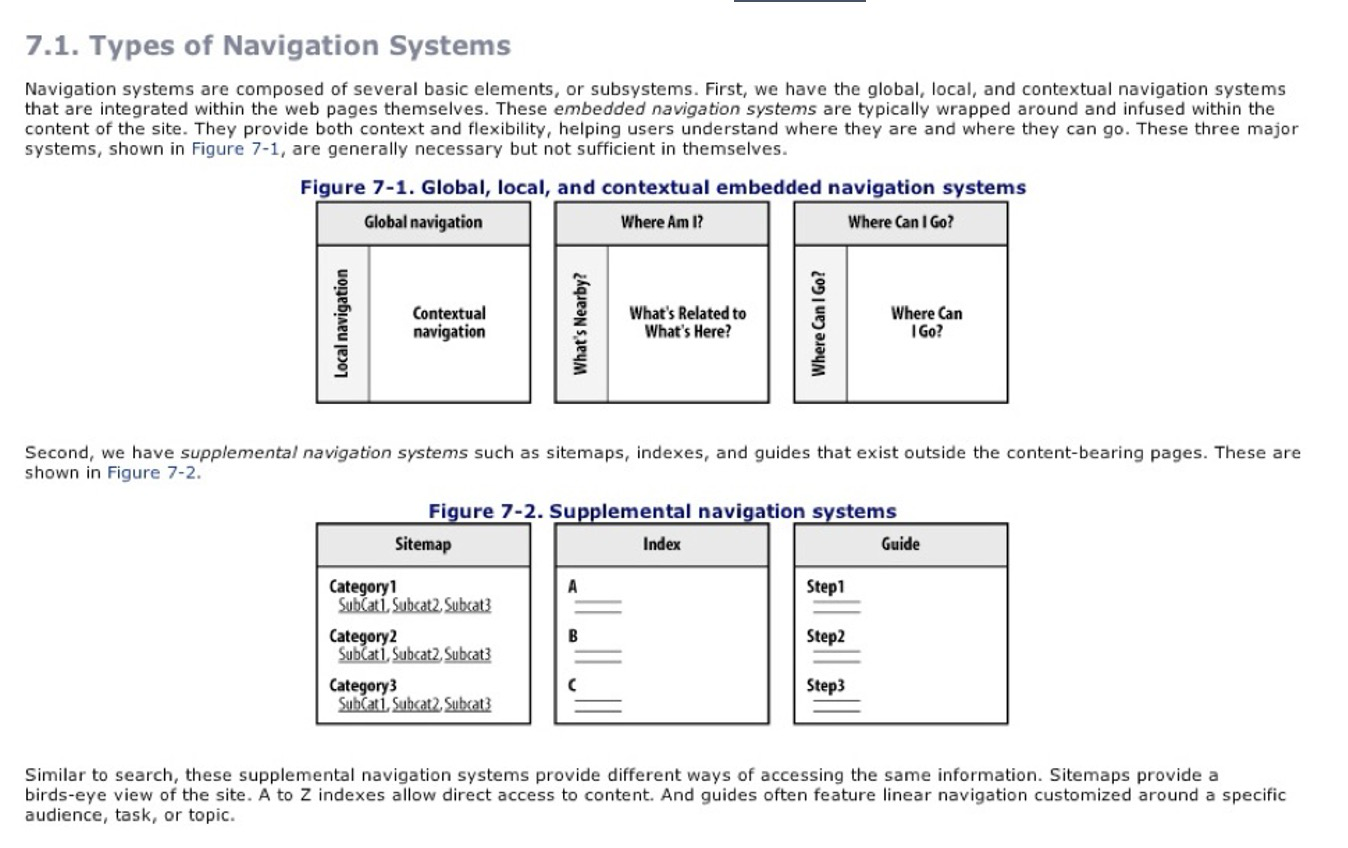 7.1. Types of Navigation Systems
Navigation systems are composed of several basic elements, or subsystems. First, we have the global, local, and contextual navigation systems
that are integrated within the web pages themselves. These embedded navigation systems are typically wrapped around and infused within the
content of the site. They provide both context and flexibility, helping users understand where they are and where they can go. These three major
systems, shown in Figure 7-1, are generally necessary but not sufficient in themselves.
Figure 7-1. Global, local, and contextual embedded navigation systems
Global navigation
Local navigation
Contextual
navigation
Where Am I?
What's Nearby?
What's Related to
What's Here?
Where Can I Go?
Where Can I Go?
Where Can
I Go?
Second, we have supplemental navigation systems such as sitemaps, indexes, and guides that exist outside the content-bearing pages. These are
shown in Figure 7-2.
Figure 7-2. Supplemental navigation systems
Sitemap
Category1
SubCat1, Subcat2, Subcat3
Category2
SubCat1, Subcat2, Subcat3
Category3
SubCat1, Subcat2, Subcat3
Index
A
B
C
Guide
Step1
Step2
Step3
Similar to search, these supplemental navigation systems provide different ways of accessing the same information. Sitemaps provide a
birds-eye view of the site. A to Z indexes allow direct access to content. And guides often feature linear navigation customized around a specific
audience, task, or topic.